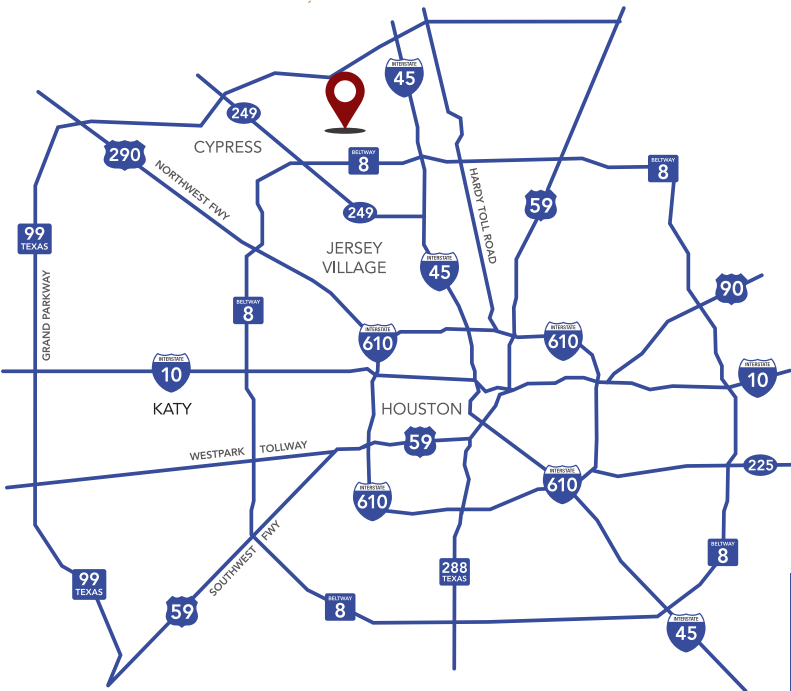 INTERSTATE
45
249
CYPRESS
290
NORTHWEST FWY
BELTWAY
8
BELTWAY
8
HARDY TOLL ROAD
59
249
99
TEXAS
JERSEY
VILLAGE
INTERSTATE
45
90
GRAND PARKWAY
BELTWAY
8
INTERSTATE
610
INTERSTATE
610
INTERSTATE
10
INTERSTATE
10
KATY
HOUSTON
WESTPARK TOLLWAY
59
225
INTERSTATE
610
INTERSTATE
610
SOUTHWEST FWY
BELTWAY
8
288
TEXAS
99
TEXAS
59
BELTWAY
8
INTERSTATE
45